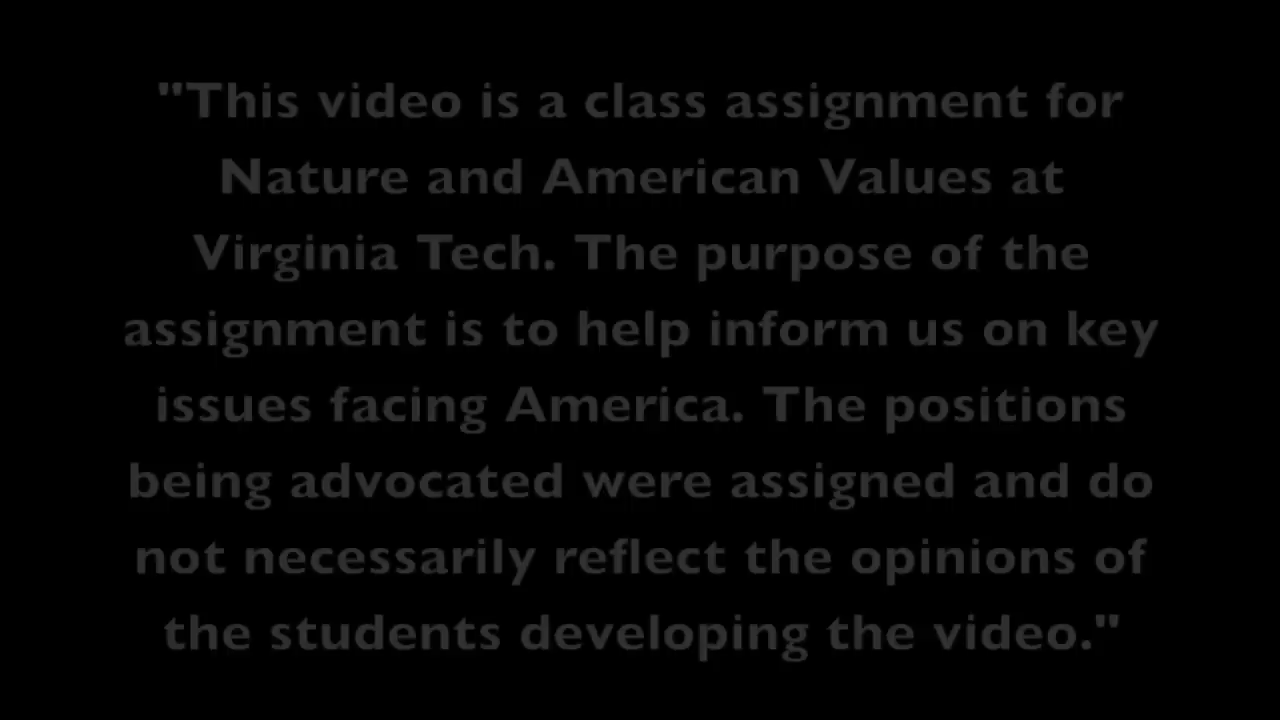 "This video is a class assignment for
Nature and American Values at
Virginia Tech. The purpose of the
assignment is to help inform us on key
issues facing America. The positions
being advocated were assigned and do
not necessarily reflect the opinions of
the students developing the video."